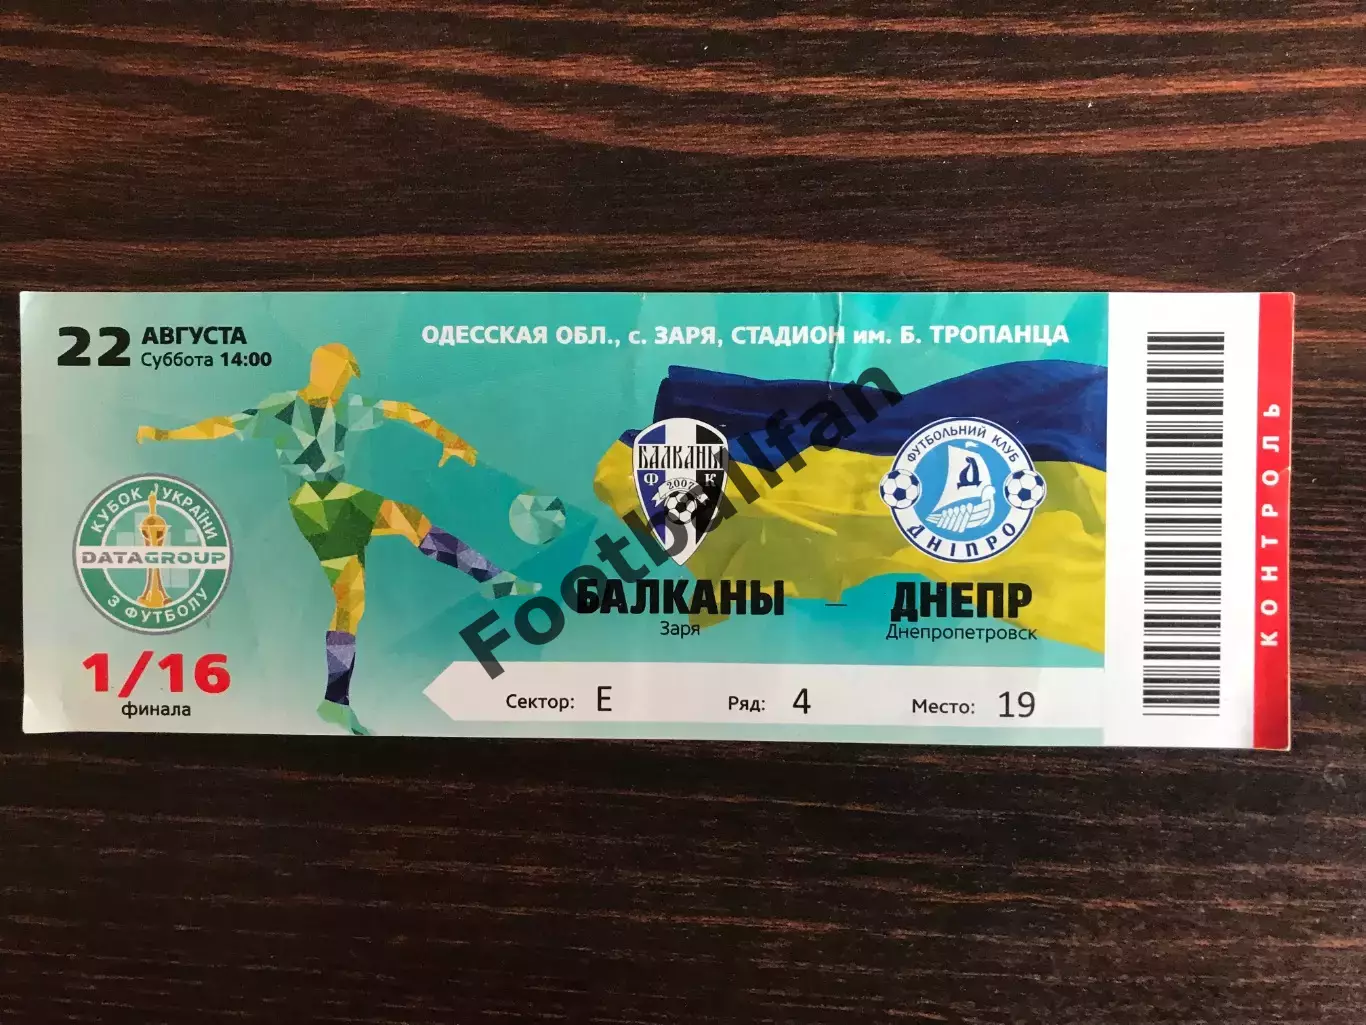 22 АВГУСТА
Суббота 14:00
ОДЕССКАЯ ОБЛ., с. ЗАРЯ, СТАДИОН им. Б. ТРОПАНЦА
КУБОК УКРАЇНИ
DATAGROUP
З ФУТБОЛУ
1/16
финала
БАЛКАНЫ
Ф К
2007
ФУТБОЛЬНИЙ КЛУБ
Д
ДНІПРО
БАЛКАНЫ – ДНЕПР
Заря
Днепропетровск
Сектор: E Ряд: 4 Место: 19
КОНТРОЛЬ
Footballfan